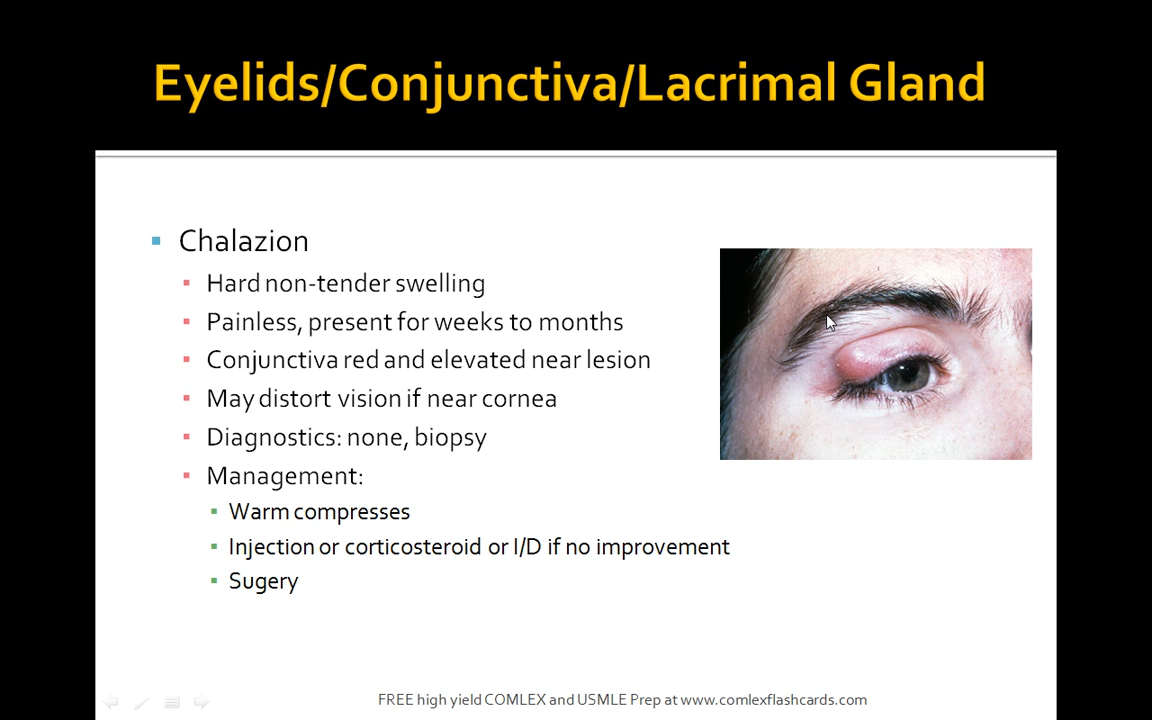 Eyelids/Conjunctiva/Lacrimal Gland
Chalazion
Hard non-tender swelling
Painless, present for weeks to months
Conjunctiva red and elevated near lesion
May distort vision if near cornea
Diagnostics: none, biopsy
Management:
Warm compresses
Injection or corticosteroid or I/D if no improvement
Sugery
FREE high yield COMLEX and USMLE Prep at www.comlexflashcards.com